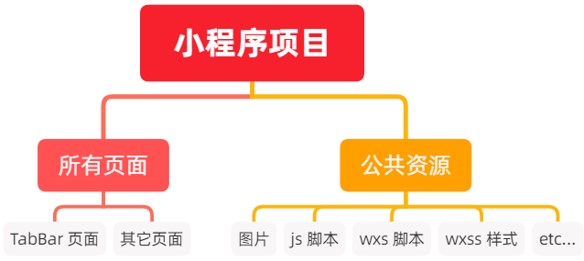 小程序项目
所有页面
公共资源
TabBar 页面
其它页面
图片
js 脚本
wxs 脚本
wxss 样式
etc...